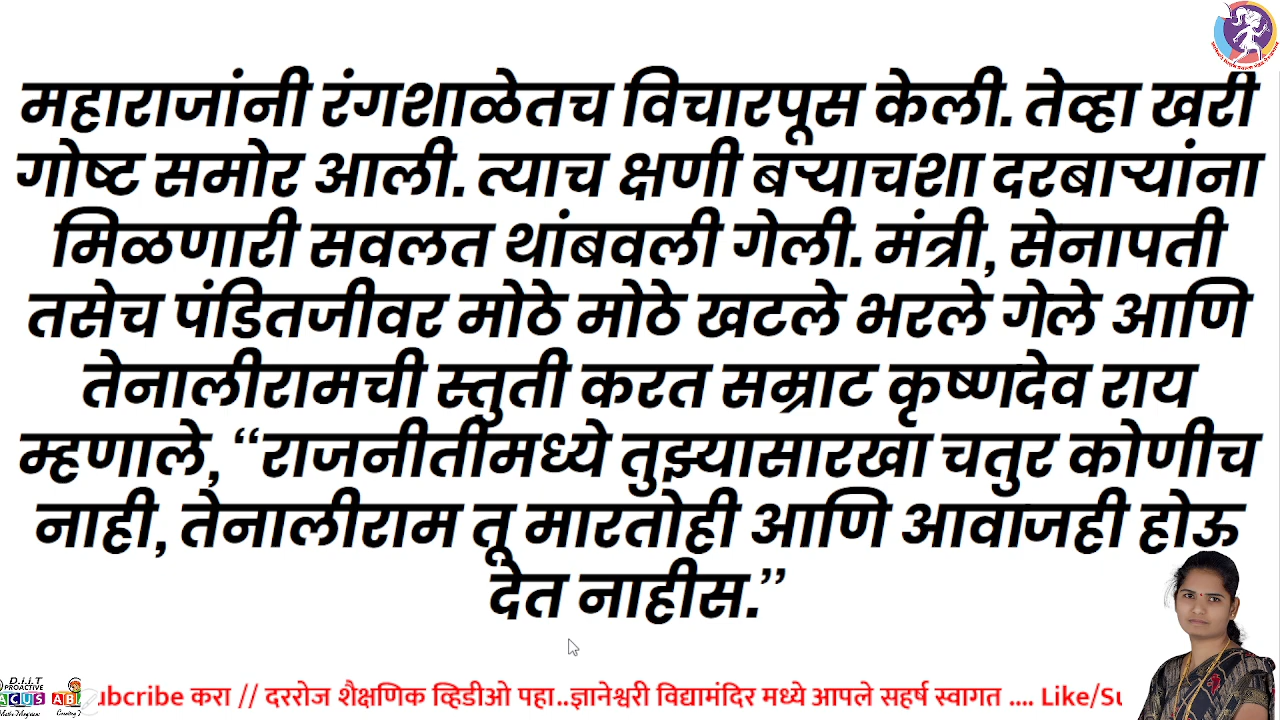 महाराजांनी रंगशाळेतच विचारपूस केली. तेव्हा खरी
गोष्ट समोर आली. त्याच क्षणी बऱ्याचशा दरबाऱ्यांना
मिळणारी सवलत थांबवली गेली. मंत्री, सेनापती
तसेच पंडितजीवर मोठे मोठे खटले भरले गेले आणि
तेनालीरामची स्तुती करत सम्राट कृष्णदेव राय
म्हणाले, “राजनीतीमध्ये तुझ्यासारखा चतुर कोणीच
नाही, तेनालीराम तू मारतोही आणि आवाजही होऊ
देत नाहीस.”
D.I.I.T
PROACTIVE
ubcribe करा // दररोज शैक्षणिक व्हिडीओ पहा..ज्ञानेश्वरी विद्यामंदिर मध्ये आपले सहर्ष स्वागत .... Like/Su